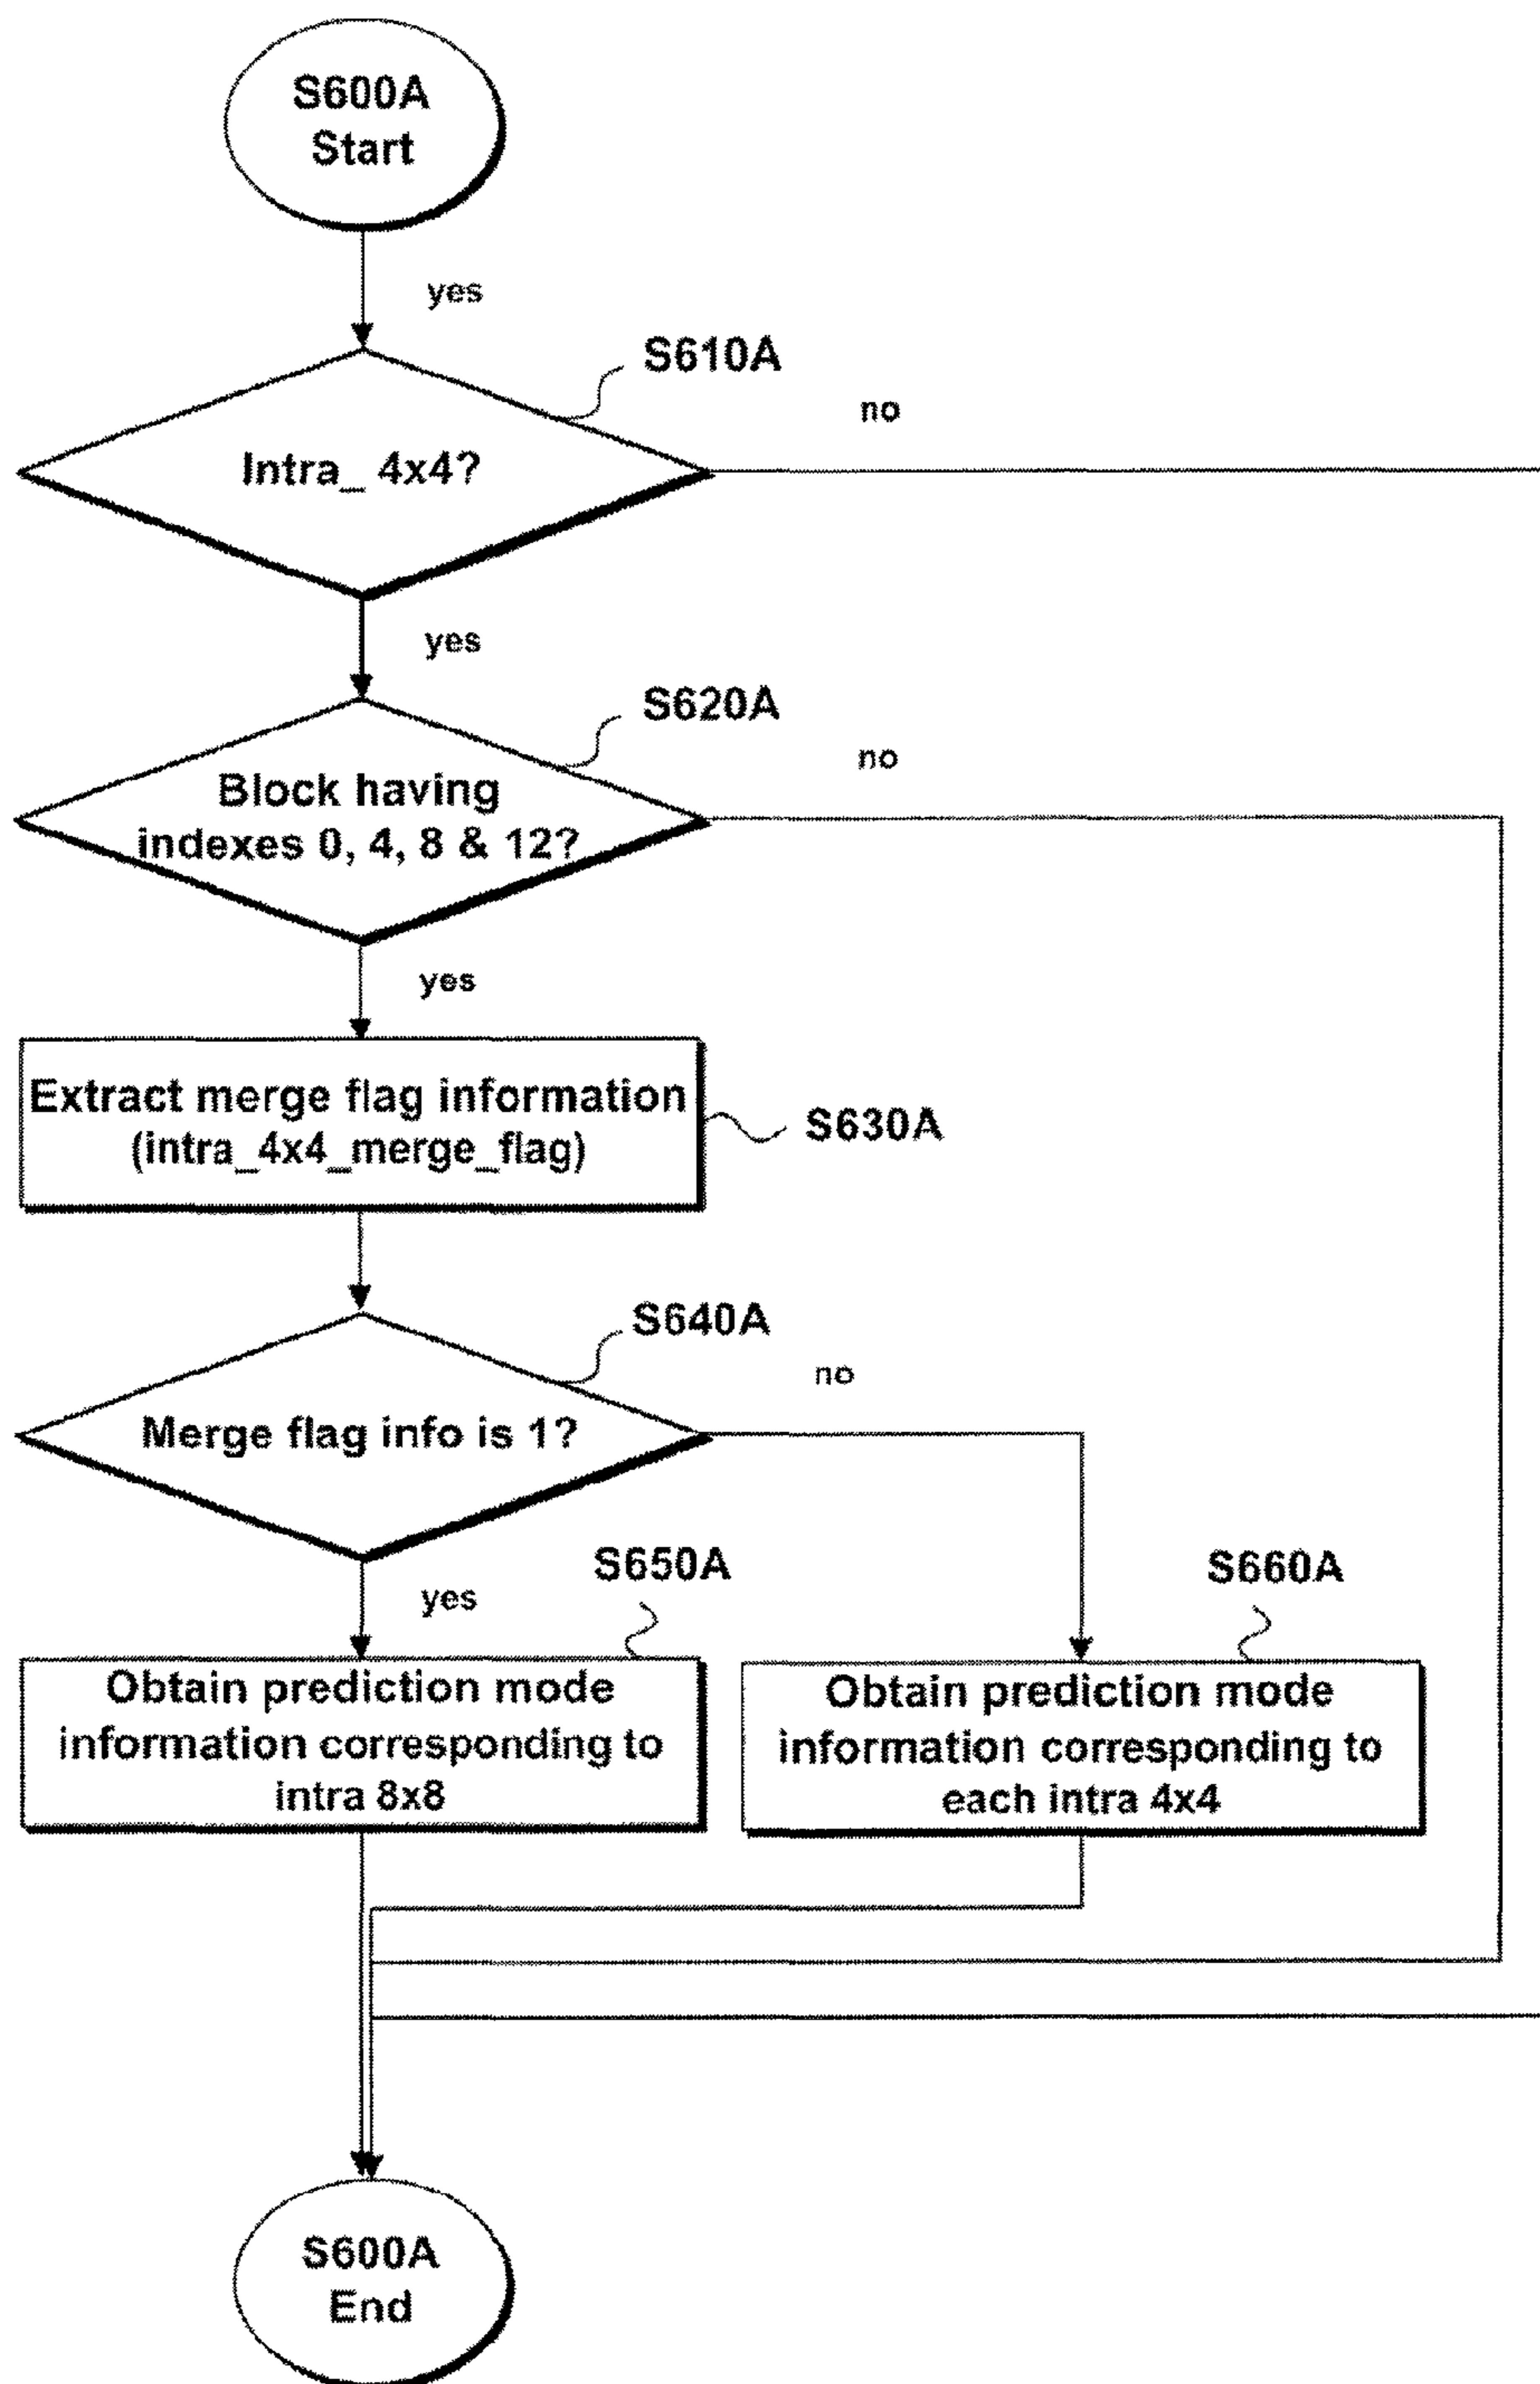 S600A
Start
yes
S610A
no
Intra_ 4x4?
yes
S620A
no
Block having
indexes 0, 4, 8 & 12?
yes
Extract merge flag information
(intra_4x4_merge_flag)
S630A
S640A
no
Merge flag info is 1?
yes
S650A
S660A
Obtain prediction mode
information corresponding to
intra 8x8
Obtain prediction mode
information corresponding to
each intra 4x4
S600A
End